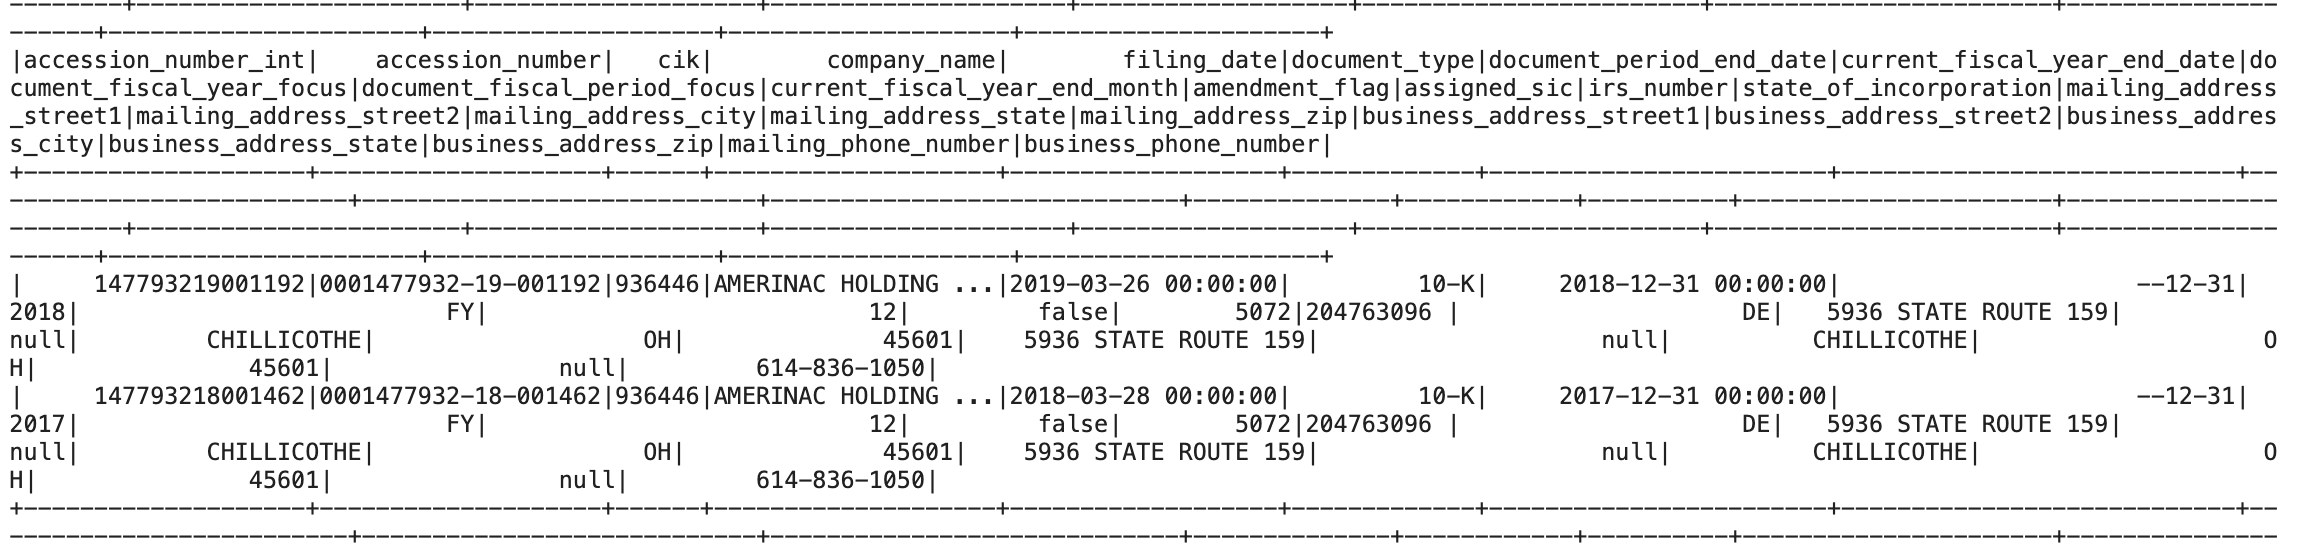 |accession_number_int|    accession_number|   cik|        company_name|        filing_date|document_type|document_period_end_date|current_fiscal_year_end_date|do
cument_fiscal_year_focus|document_fiscal_period_focus|current_fiscal_year_end_month|amendment_flag|assigned_sic|irs_number|state_of_incorporation|mailing_address
_street1|mailing_address_street2|mailing_address_city|mailing_address_state|mailing_address_zip|business_address_street1|business_address_street2|business_addres
s_city|business_address_state|business_address_zip|mailing_phone_number|business_phone_number|
|     147793219001192|0001477932-19-001192|936446|AMERINAC HOLDING ...|2019-03-26 00:00:00|         10-K|     2018-12-31 00:00:00|                     --12-31|
2018|                          FY|                           12|         false|        5072|204763096 |                    DE|   5936 STATE ROUTE 159|
null|         CHILLICOTHE|                   OH|              45601|    5936 STATE ROUTE 159|                    null|          CHILLICOTHE|                    O
H|               45601|                null|         614-836-1050|
|     147793218001462|0001477932-18-001462|936446|AMERINAC HOLDING ...|2018-03-28 00:00:00|         10-K|     2017-12-31 00:00:00|                     --12-31|
2017|                          FY|                           12|         false|        5072|204763096 |                    DE|   5936 STATE ROUTE 159|
null|         CHILLICOTHE|                   OH|              45601|    5936 STATE ROUTE 159|                    null|          CHILLICOTHE|                    O
H|               45601|                null|         614-836-1050|